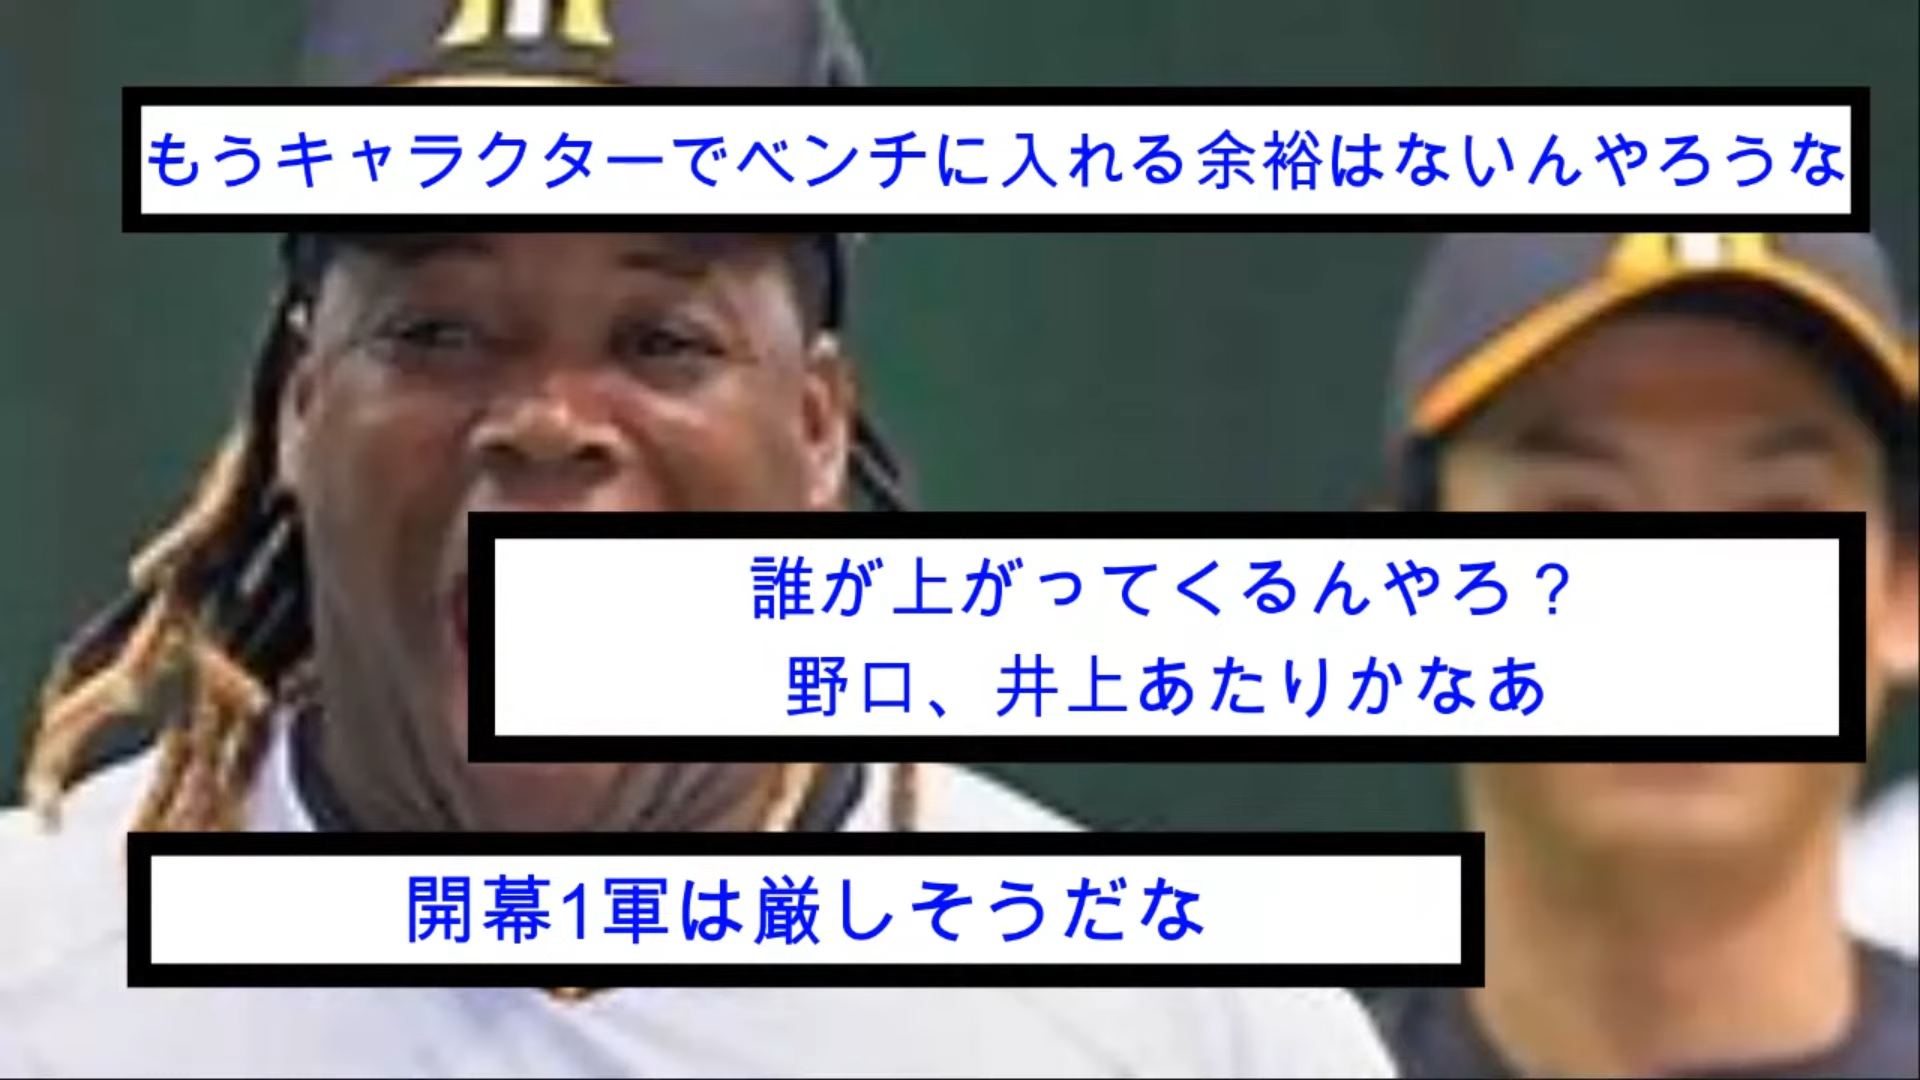 もうキャラクターでベンチに入れる余裕はないんやろうな
誰が上がってくるんやろ？
野口、井上あたりかなあ
開幕1軍は厳しそうだな